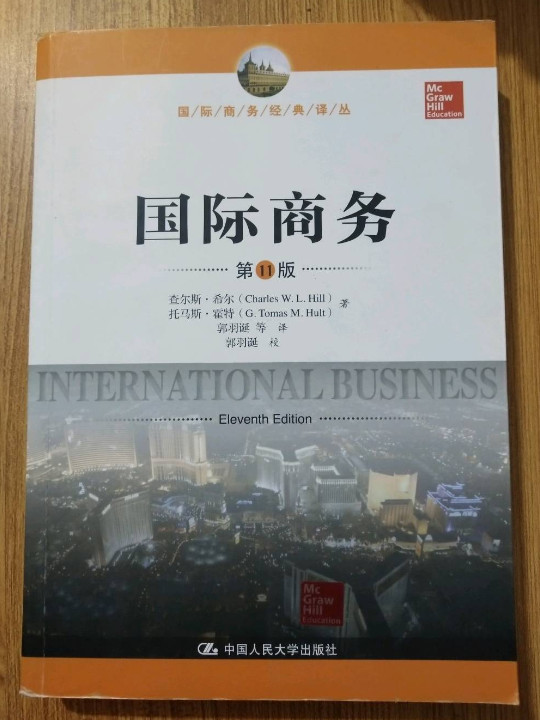 国/际/商/务/经/典/译/丛
Mc
Graw
Hill
Education
国际商务
第11版
查尔斯·希尔(Charles W. L. Hill)
托马斯·霍特(G. Tomas M. Hult)
著
郭羽诞 等 译
郭羽诞 校
INTERNATIONAL BUSINESS
Eleventh Edition
Mc
Graw
Hill
Education
中国人民大学出版社